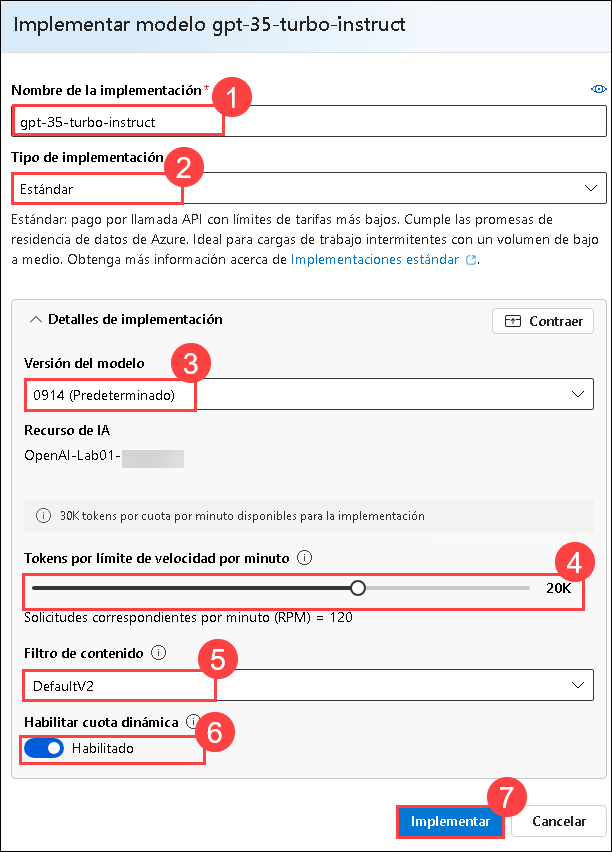 Implementar modelo gpt-35-turbo-instruct
Nombre de la implementación*
1
gpt-35-turbo-instruct
Tipo de implementación
2
Estándar
Estándar: pago por llamada API con límites de tarifas más bajos. Cumple las promesas de
residencia de datos de Azure. Ideal para cargas de trabajo intermitentes con un volumen de bajo
a medio. Obtenga más información acerca de Implementaciones estándar.
Detalles de implementación
Contraer
Versión del modelo
3
0914 (Predeterminado)
Recurso de IA
OpenAI-Lab01-
30K tokens por cuota por minuto disponibles para la implementación
Tokens por límite de velocidad por minuto
4
20K
Solicitudes correspondientes por minuto (RPM) = 120
Filtro de contenido
5
DefaultV2
Habilitar cuota dinámica
6
Habilitado
7
Implementar
Cancelar